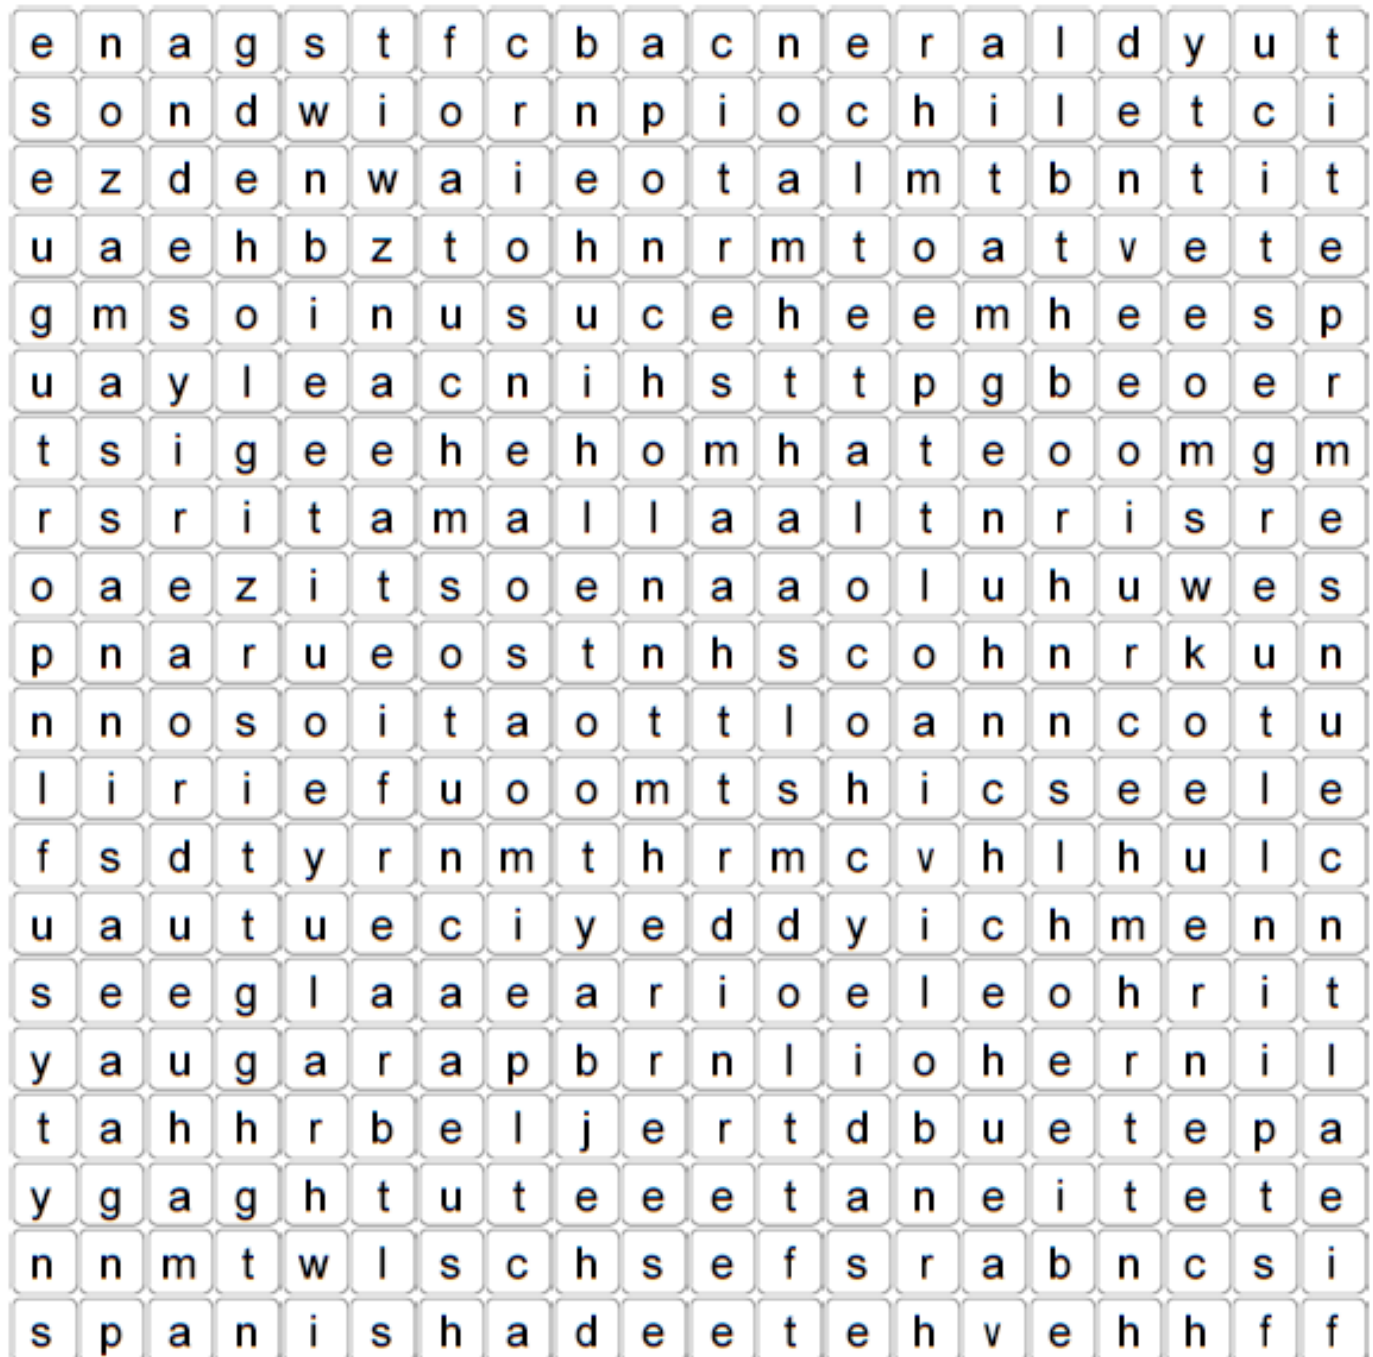 e n a g s t f c b a c n e r a l d y u t
s o n d w i o r n p i o c h i l e t c i
e z d e n w a i e o t a l m t b n t i t
u a e h b z t o h n r m t o a t v e t e
g m s o i n u s u c e h e e m h e e s p
u a y l e a c n i h s t t p g b e o e r
t s i g e e h e h o m h a t e o o m g m
r s r i t a m a l l a a l t n r i s r e
o a e z i t s o e n a a o l u h u w e s
p n a r u e o s t n h s c o h n r k u n
n n o s o i t a o t t l o a n n c o t u
l i r i e f u o o m t s h i c s e e l e
f s d t y r n m t h r m c v h l h u l c
u a u t u e c i y e d d y i c h m e n n
s e e g l a a e a r i o e l e o h r i t
y a u g a r a p b r n l i o h e r n i l
t a h h r b e l j e r t d b u e t e p a
y g a g h t u t e e e t a n e i t e t e
n n m t w l s c h s e f s r a b n c s i
s p a n i s h a d e e t e h v e h h f f